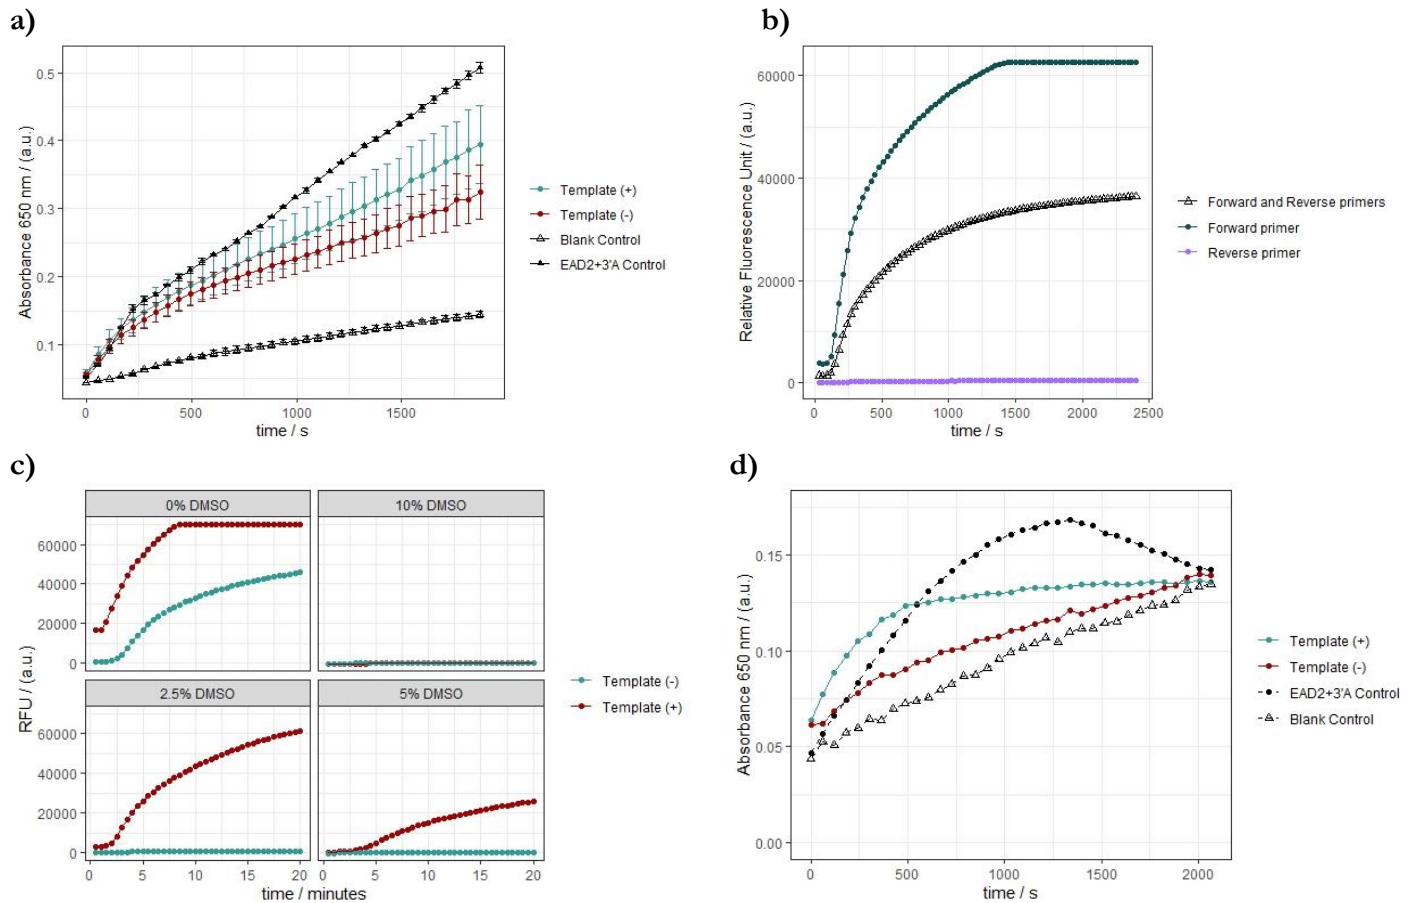 a)
0.5
0.4
0.3
0.2
0.1
Absorbance 650 nm / (a.u.)
0
500
1000
1500
time / s
Template (+)
Template (-)
Blank Control
EAD2+3'A Control
b)
60000
40000
20000
0
Relative Fluorescence Unit / (a.u.)
0
500
1000
1500
2000
2500
time / s
Forward and Reverse primers
Forward primer
Reverse primer
c)
0% DMSO
10% DMSO
60000
40000
20000
0
2.5% DMSO
5% DMSO
60000
40000
20000
0
RFU / (a.u.)
0
5
10
15
20
0
5
10
15
20
time / minutes
Template (-)
Template (+)
d)
0.15
0.10
0.05
0.00
Absorbance 650 nm / (a.u.)
0
500
1000
1500
2000
time / s
Template (+)
Template (-)
EAD2+3'A Control
Blank Control